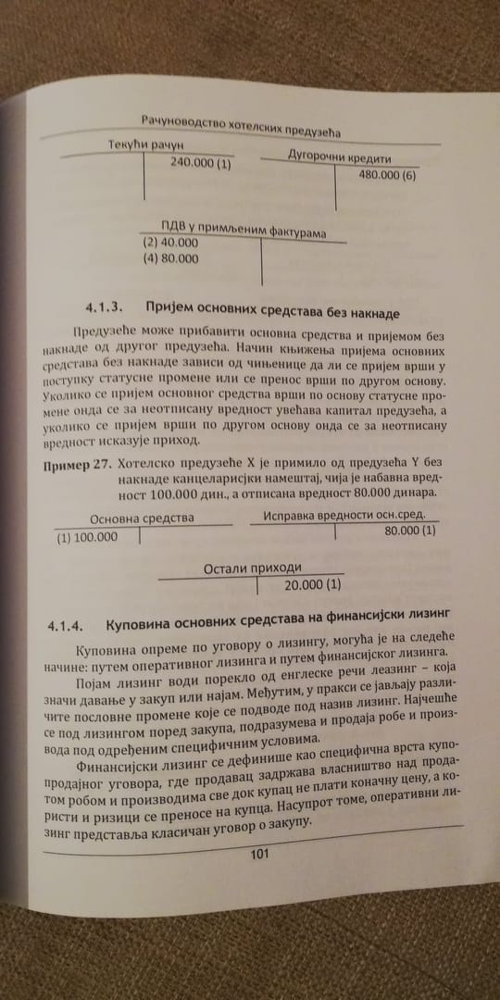 Рачуноводство хотелских предузећа
Текући рачун
Дугорочни кредити
240.000 (1)
480.000 (6)
ПДВ у примљеним фактурама
(2) 40.000
(4) 80.000
4.1.3. Пријем основних средстава без накнаде
Предузеће може прибавити основна средства и пријемом без
накнаде од другог предузећа. Начин књижења пријема основних
средстава без накнаде зависи од чињенице да ли се пријем врши у
поступку статусне промене или се пренос врши по другом основу.
Уколико се пријем основног средства врши по основу статусне про-
мене онда се за неотписану вредност увећава капитал предузећа, а
уколико се пријем врши по другом основу онда се за неотписану
вредност исказује приход.
Пример 27. Хотелско предузеће X је примило од предузећа Y без
накнаде канцеларисјки намештај, чија је набавна вред-
ност 100.000 дин., а отписана вредност 80.000 динара.
Основна средства
Исправка вредности осн.сред.
(1) 100.000
80.000 (1)
Остали приходи
20.000 (1)
4.1.4. Куповина основних средстава на финансијски лизинг
Куповина опреме по уговору о лизингу, могућа је на следеће
начине: путем оперативног лизинга и путем финансијског лизинга.
Појам лизинг води порекло од енглеске речи леазинг – која
значи давање у закуп или најам. Међутим, у пракси се јављају разли-
чите пословне промене које се подводе под назив лизинг. Најчешће
се под лизингом поред закупа, подразумева и продаја робе и произ-
вода под одређеним специфичним условима.
Финансијски лизинг се дефинише као специфична врста купо-
продајног уговора, где продавац задржава власништво над прода-
том робом и производима све док купац не плати коначну цену, а ко-
ристи и ризици се преносе на купца. Насупрот томе, оперативни ли-
зинг представља класичан уговор о закупу.
101